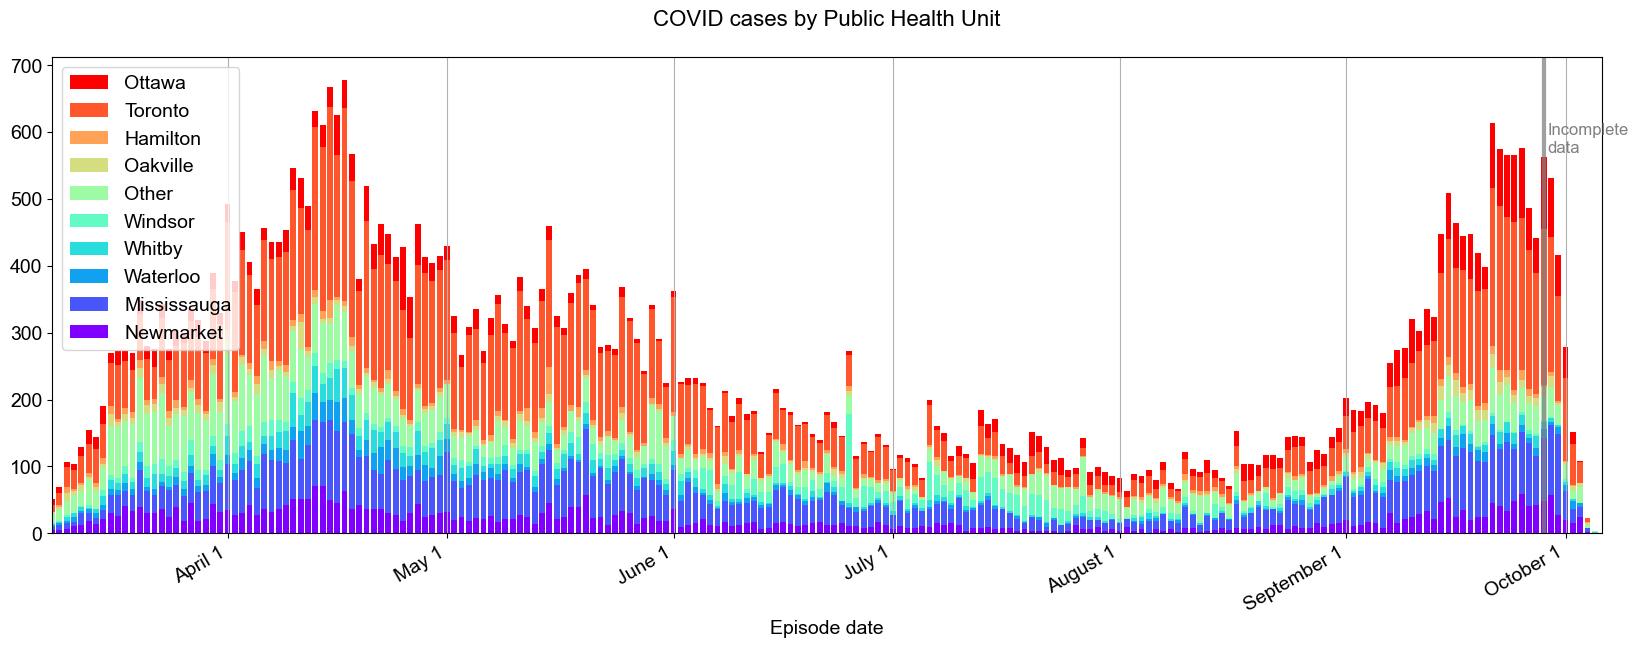 COVID cases by Public Health Unit
700
600
500
400
300
200
100
0
Ottawa
Toronto
Hamilton
Oakville
Other
Windsor
Whitby
Waterloo
Mississauga
Newmarket
Incomplete
data
April 1
May 1
June 1
July 1
August 1
September 1
October 1
Episode date